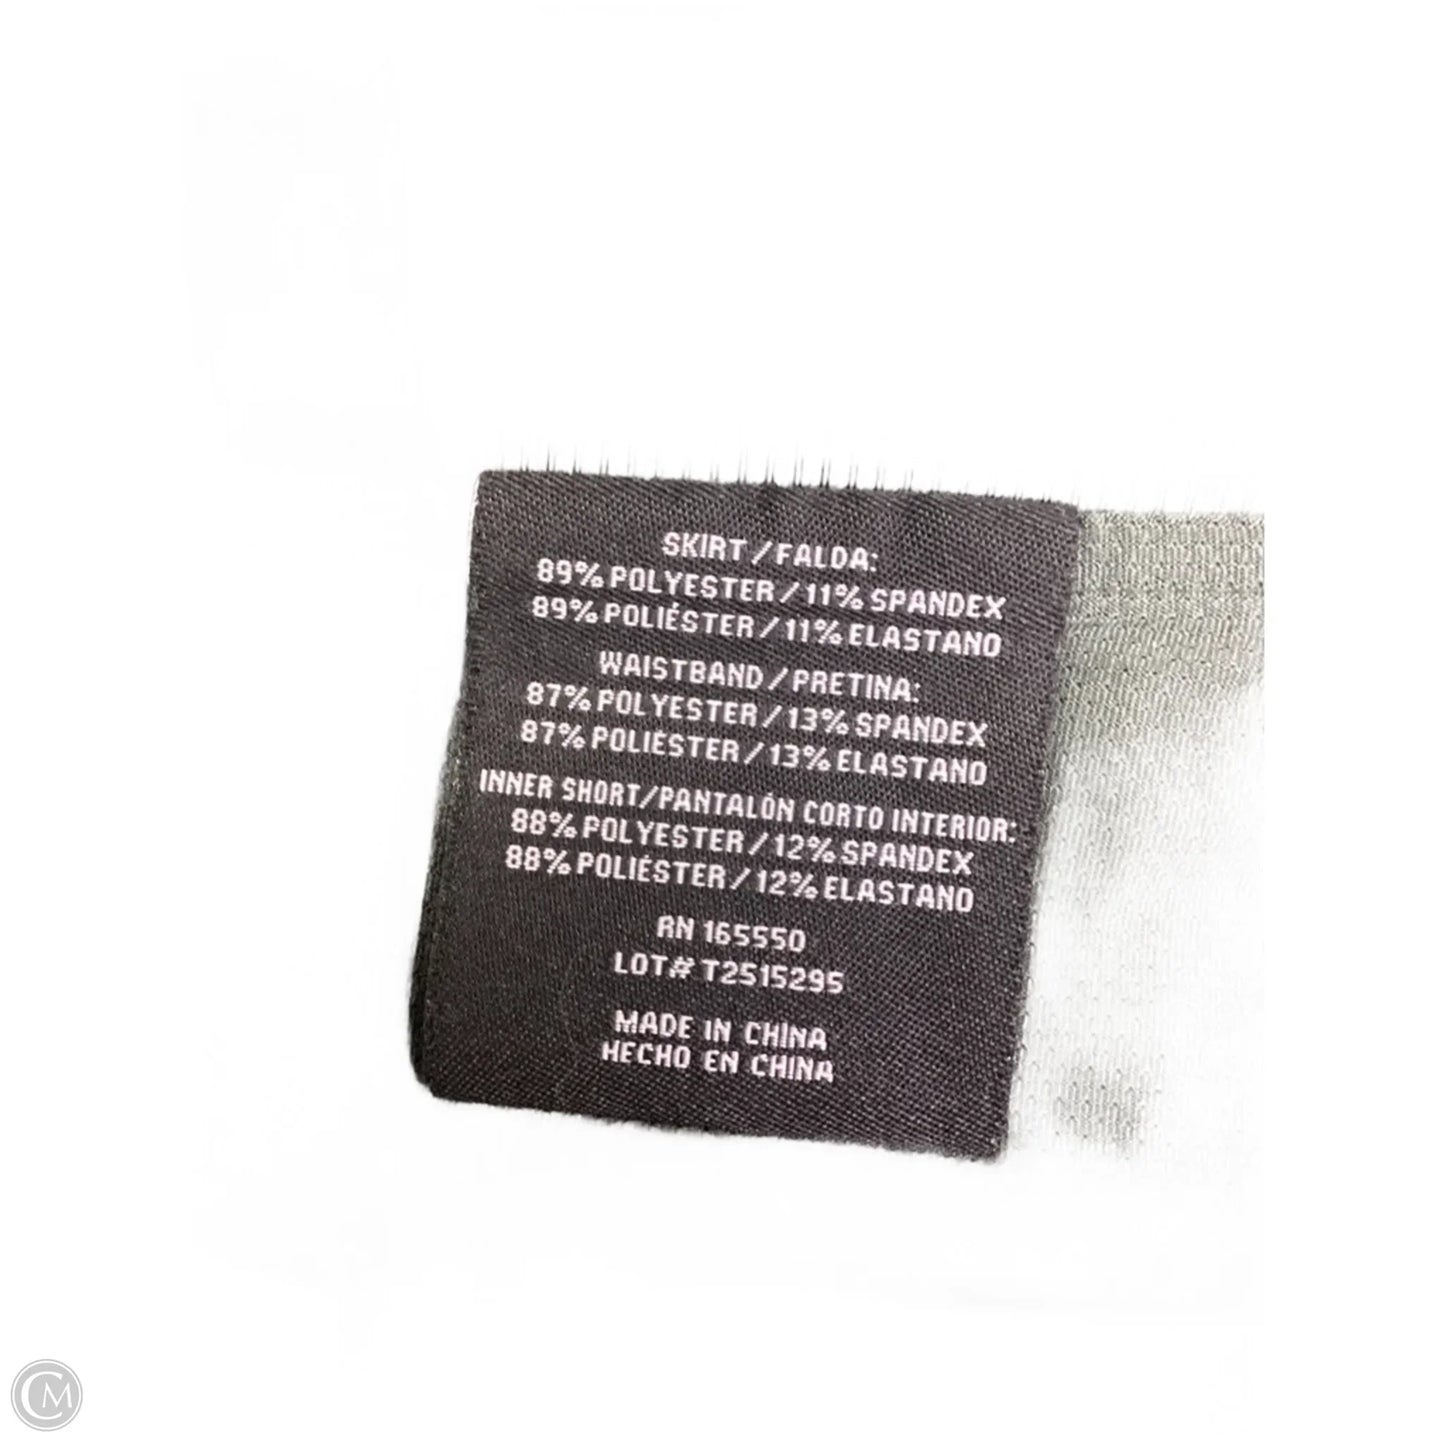 SKIRT/FALDA:
89% POLYESTER/11% SPANDEX
89% POLIÉSTER/11% ELASTANO
WAISTBAND/PRETINA:
87% POLYESTER/13% SPANDEX
87% POLIÉSTER/13% ELASTANO
INNER SHORT/PANTALÓN CORTO INTERIOR:
88% POLYESTER/12% SPANDEX
88% POLIÉSTER/12% ELASTANO
RN 165550
LOT# T2515295
MADE IN CHINA
HECHO EN CHINA
CM